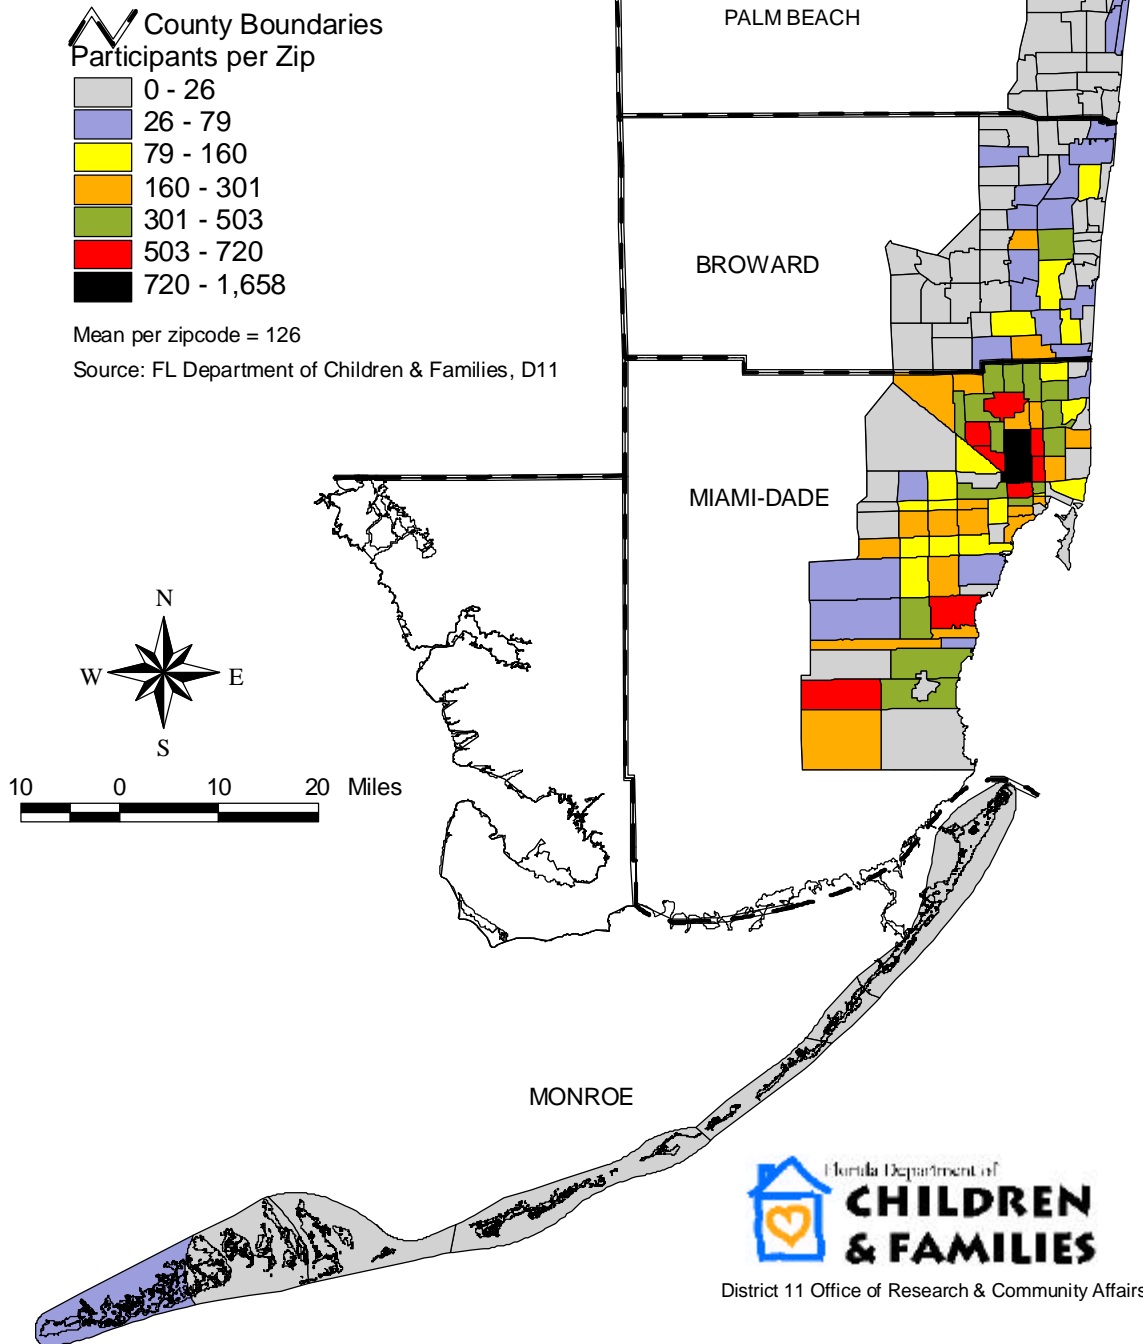 County Boundaries
Participants per Zip
0 - 26
26 - 79
79 - 160
160 - 301
301 - 503
503 - 720
720 - 1,658
Mean per zipcode = 126
Source: FL Department of Children & Families, D11
PALM BEACH
BROWARD
MIAMI-DADE
N
W E
S
10 0 10 20 Miles
MONROE
Florida Department of
CHILDREN
& FAMILIES
District 11 Office of Research & Community Affairs